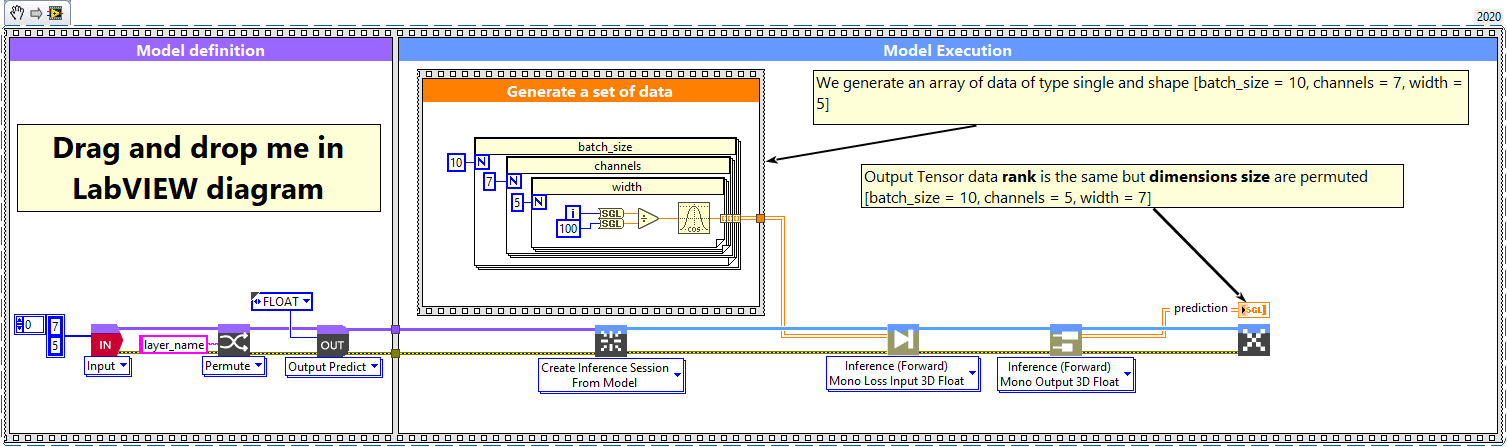 2020
Model definition
Model Execution
Generate a set of data
We generate an array of data of type single and shape [batch_size = 10, channels = 7, width =
5]
Drag and drop me in
LabVIEW diagram
batch_size
10
N
channels
7
N
width
5
N
i
100
SGL
SGL
÷
cos
Output Tensor data rank is the same but dimensions size are permuted
[batch_size = 10, channels = 5, width = 7]
FLOAT
prediction
SGL
0
7
5
IN
layer_name
OUT
Input
Permute
Output Predict
Create Inference Session
From Model
Inference (Forward)
Mono Loss Input 3D Float
Inference (Forward)
Mono Output 3D Float